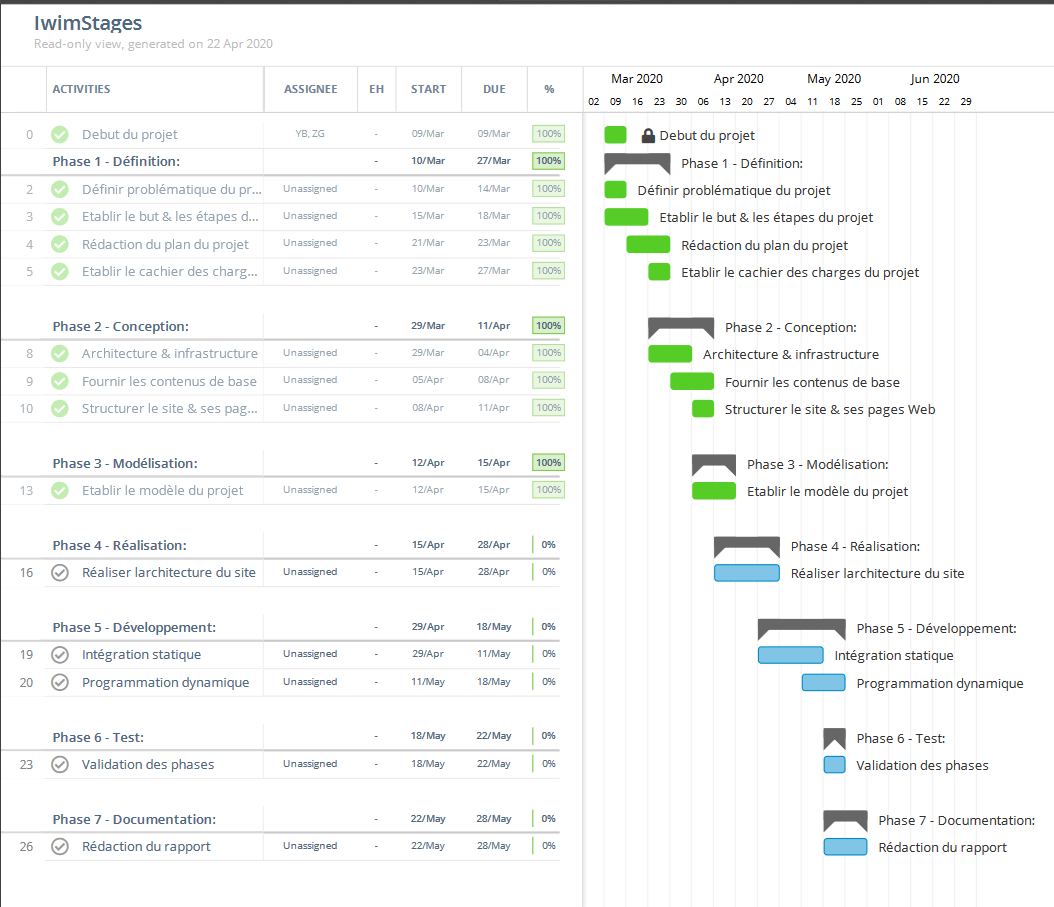 IwimStages
Read-only view, generated on 22 Apr 2020
ACTIVITIES ASSIGNEE EH START DUE % Mar 2020 Apr 2020 May 2020 Jun 2020
02 09 16 23 30 06 13 20 27 04 11 18 25 01 08 15 22 29
0 Debut du projet YB, ZG - 09/Mar 09/Mar 100% Debut du projet
Phase 1 - Définition: - 10/Mar 27/Mar 100% Phase 1 - Définition:
2 Définir problématique du pr... Unassigned - 10/Mar 14/Mar 100% Définir problématique du projet
3 Etablir le but & les étapes d... Unassigned - 15/Mar 18/Mar 100% Etablir le but & les étapes du projet
4 Rédaction du plan du projet Unassigned - 21/Mar 23/Mar 100% Rédaction du plan du projet
5 Etablir le cachier des charg... Unassigned - 23/Mar 27/Mar 100% Etablir le cachier des charges du projet
Phase 2 - Conception: - 29/Mar 11/Apr 100% Phase 2 - Conception:
8 Architecture & infrastructure Unassigned - 29/Mar 04/Apr 100% Architecture & infrastructure
9 Fournir les contenus de base Unassigned - 05/Apr 08/Apr 100% Fournir les contenus de base
10 Structurer le site & ses pag... Unassigned - 08/Apr 11/Apr 100% Structurer le site & ses pages Web
Phase 3 - Modélisation: - 12/Apr 15/Apr 100% Phase 3 - Modélisation:
13 Etablir le modèle du projet Unassigned - 12/Apr 15/Apr 100% Etablir le modèle du projet
Phase 4 - Réalisation: - 15/Apr 28/Apr 0% Phase 4 - Réalisation:
16 Réaliser larchitecture du site Unassigned - 15/Apr 28/Apr 0% Réaliser larchitecture du site
Phase 5 - Développement: - 29/Apr 18/May 0% Phase 5 - Développement:
19 Intégration statique Unassigned - 29/Apr 11/May 0% Intégration statique
20 Programmation dynamique Unassigned - 11/May 18/May 0% Programmation dynamique
Phase 6 - Test: - 18/May 22/May 0% Phase 6 - Test:
23 Validation des phases Unassigned - 18/May 22/May 0% Validation des phases
Phase 7 - Documentation: - 22/May 28/May 0% Phase 7 - Documentation:
26 Rédaction du rapport Unassigned - 22/May 28/May 0% Rédaction du rapport